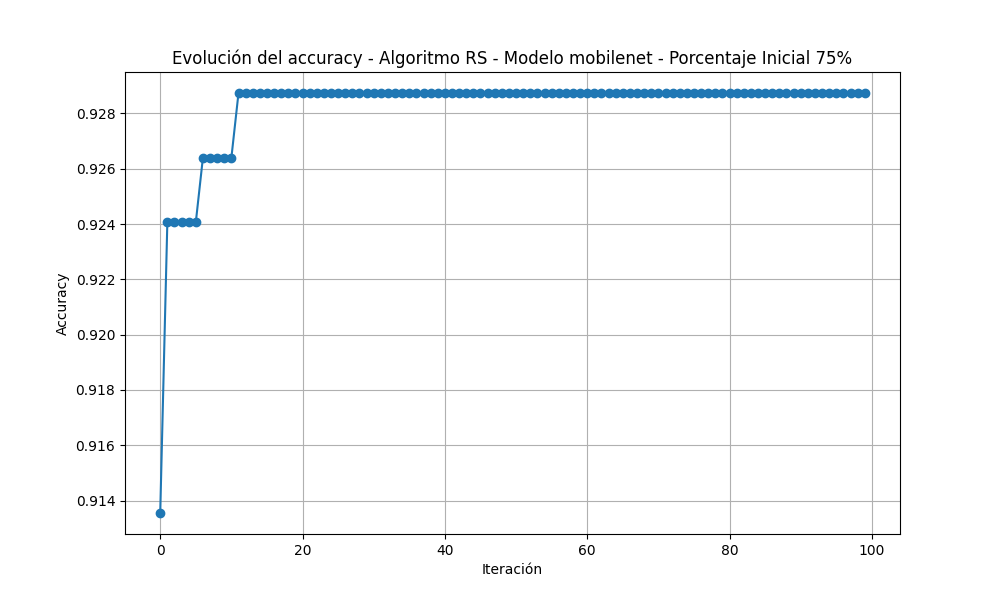 Evolución del accuracy - Algoritmo RS - Modelo mobilenet - Porcentaje Inicial 75%
0.928
0.926
0.924
0.922
0.920
0.918
0.916
0.914
Accuracy
0 20 40 60 80 100
Iteración